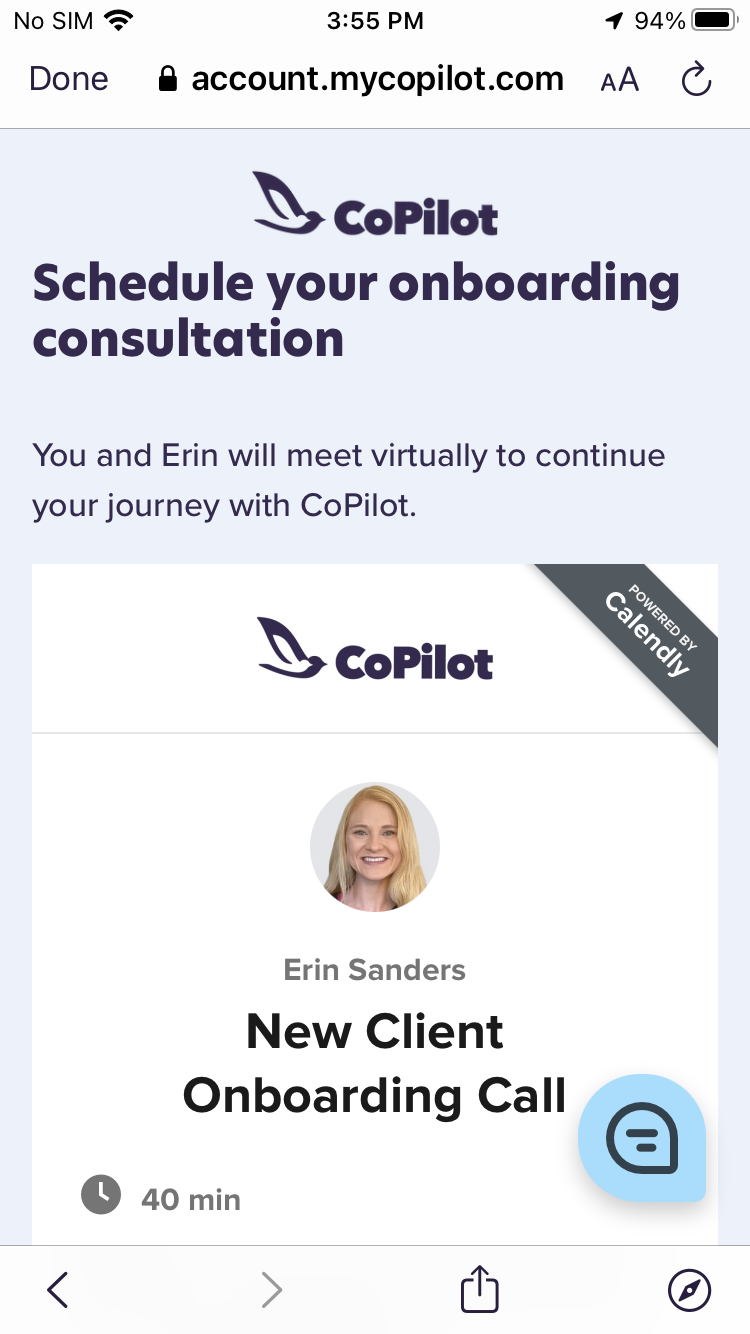 No SIM 3:55 PM 94%
Done account.mycopilot.com AA
CoPilot
Schedule your onboarding
consultation
You and Erin will meet virtually to continue
your journey with CoPilot.
POWERED BY
Calendly
CoPilot
Erin Sanders
New Client
Onboarding Call
40 min